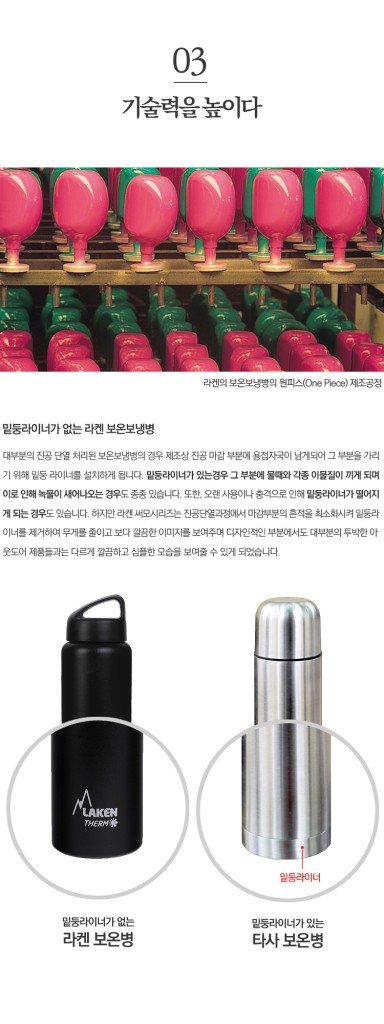 03
기술력을 높이다
라켄의 보온보냉병의 원피스(One Piece) 제조공정
밑둥라이너가 없는 라켄 보온보냉병
대부분의 진공 단열 처리된 보온보냉병의 경우 제조상 진공 마감 부분에 용접자국이 남게되어 그 부분을 가리
기 위해 밑둥 라이너를 설치하게 됩니다. 밑둥라이너가 있는경우 그 부분에 물때와 각종 이물질이 끼게 되며
이로 인해 녹물이 새어나오는 경우도 종종 있습니다. 또한, 오랜 사용이나 충격으로 인해 밑둥라이너가 떨어지
게 되는 경우도 있습니다. 하지만 라켄 써모시리즈는 진공단열과정에서 마감부분의 흔적을 최소화시켜 밑둥라
이너를 제거하여 무게를 줄이고 보다 깔끔한 이미지를 보여주며 디자인적인 부분에서도 대부분의 투박한 아
웃도어 제품들과는 다르게 깔끔하고 심플한 모습을 보여줄 수 있게 되었습니다.
LAKEN
THERMO
밑둥라이너
밑둥라이너가 없는
라켄 보온병
밑둥라이너가 있는
타사 보온병